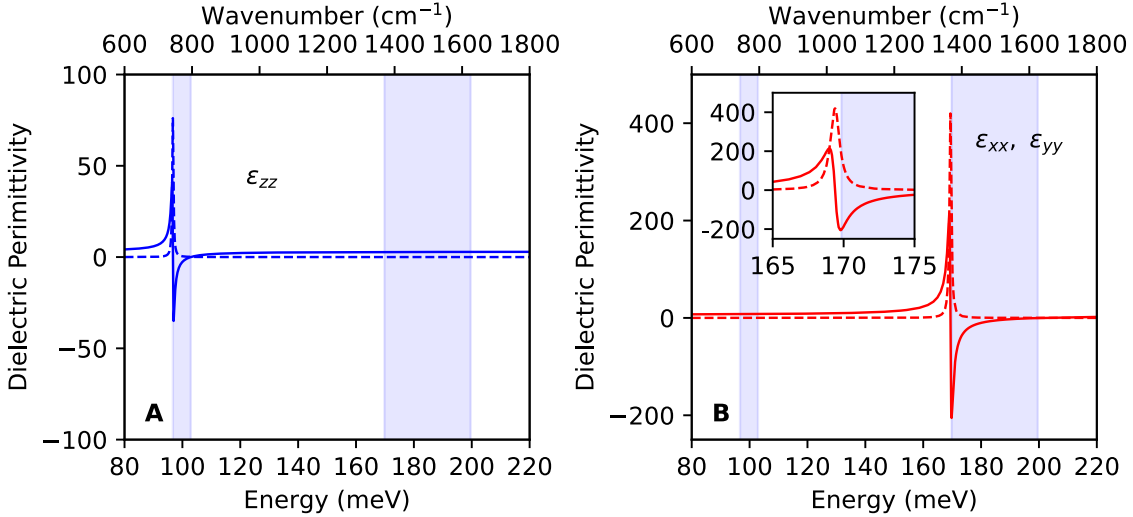 Wavenumber (cm⁻¹)
600 800 1000 1200 1400 1600 1800
Dielectric Perimittivity
100
50
0
−50
−100
ε_zz
A
80 100 120 140 160 180 200 220
Energy (meV)
Wavenumber (cm⁻¹)
600 800 1000 1200 1400 1600 1800
Dielectric Perimittivity
400
200
0
−200
400
200
0
−200
165 170 175
ε_xx, ε_yy
B
80 100 120 140 160 180 200 220
Energy (meV)